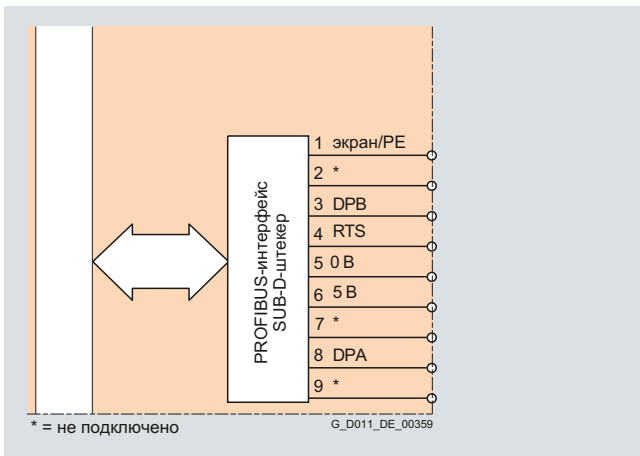 1 экран/PE
2 *
3 DPB
4 RTS
5 0 В
6 5 В
7 *
8 DPA
9 *
PROFIBUS-интерфейс
SUB-D-штекер
* = не подключено
G_D011_DE_00359